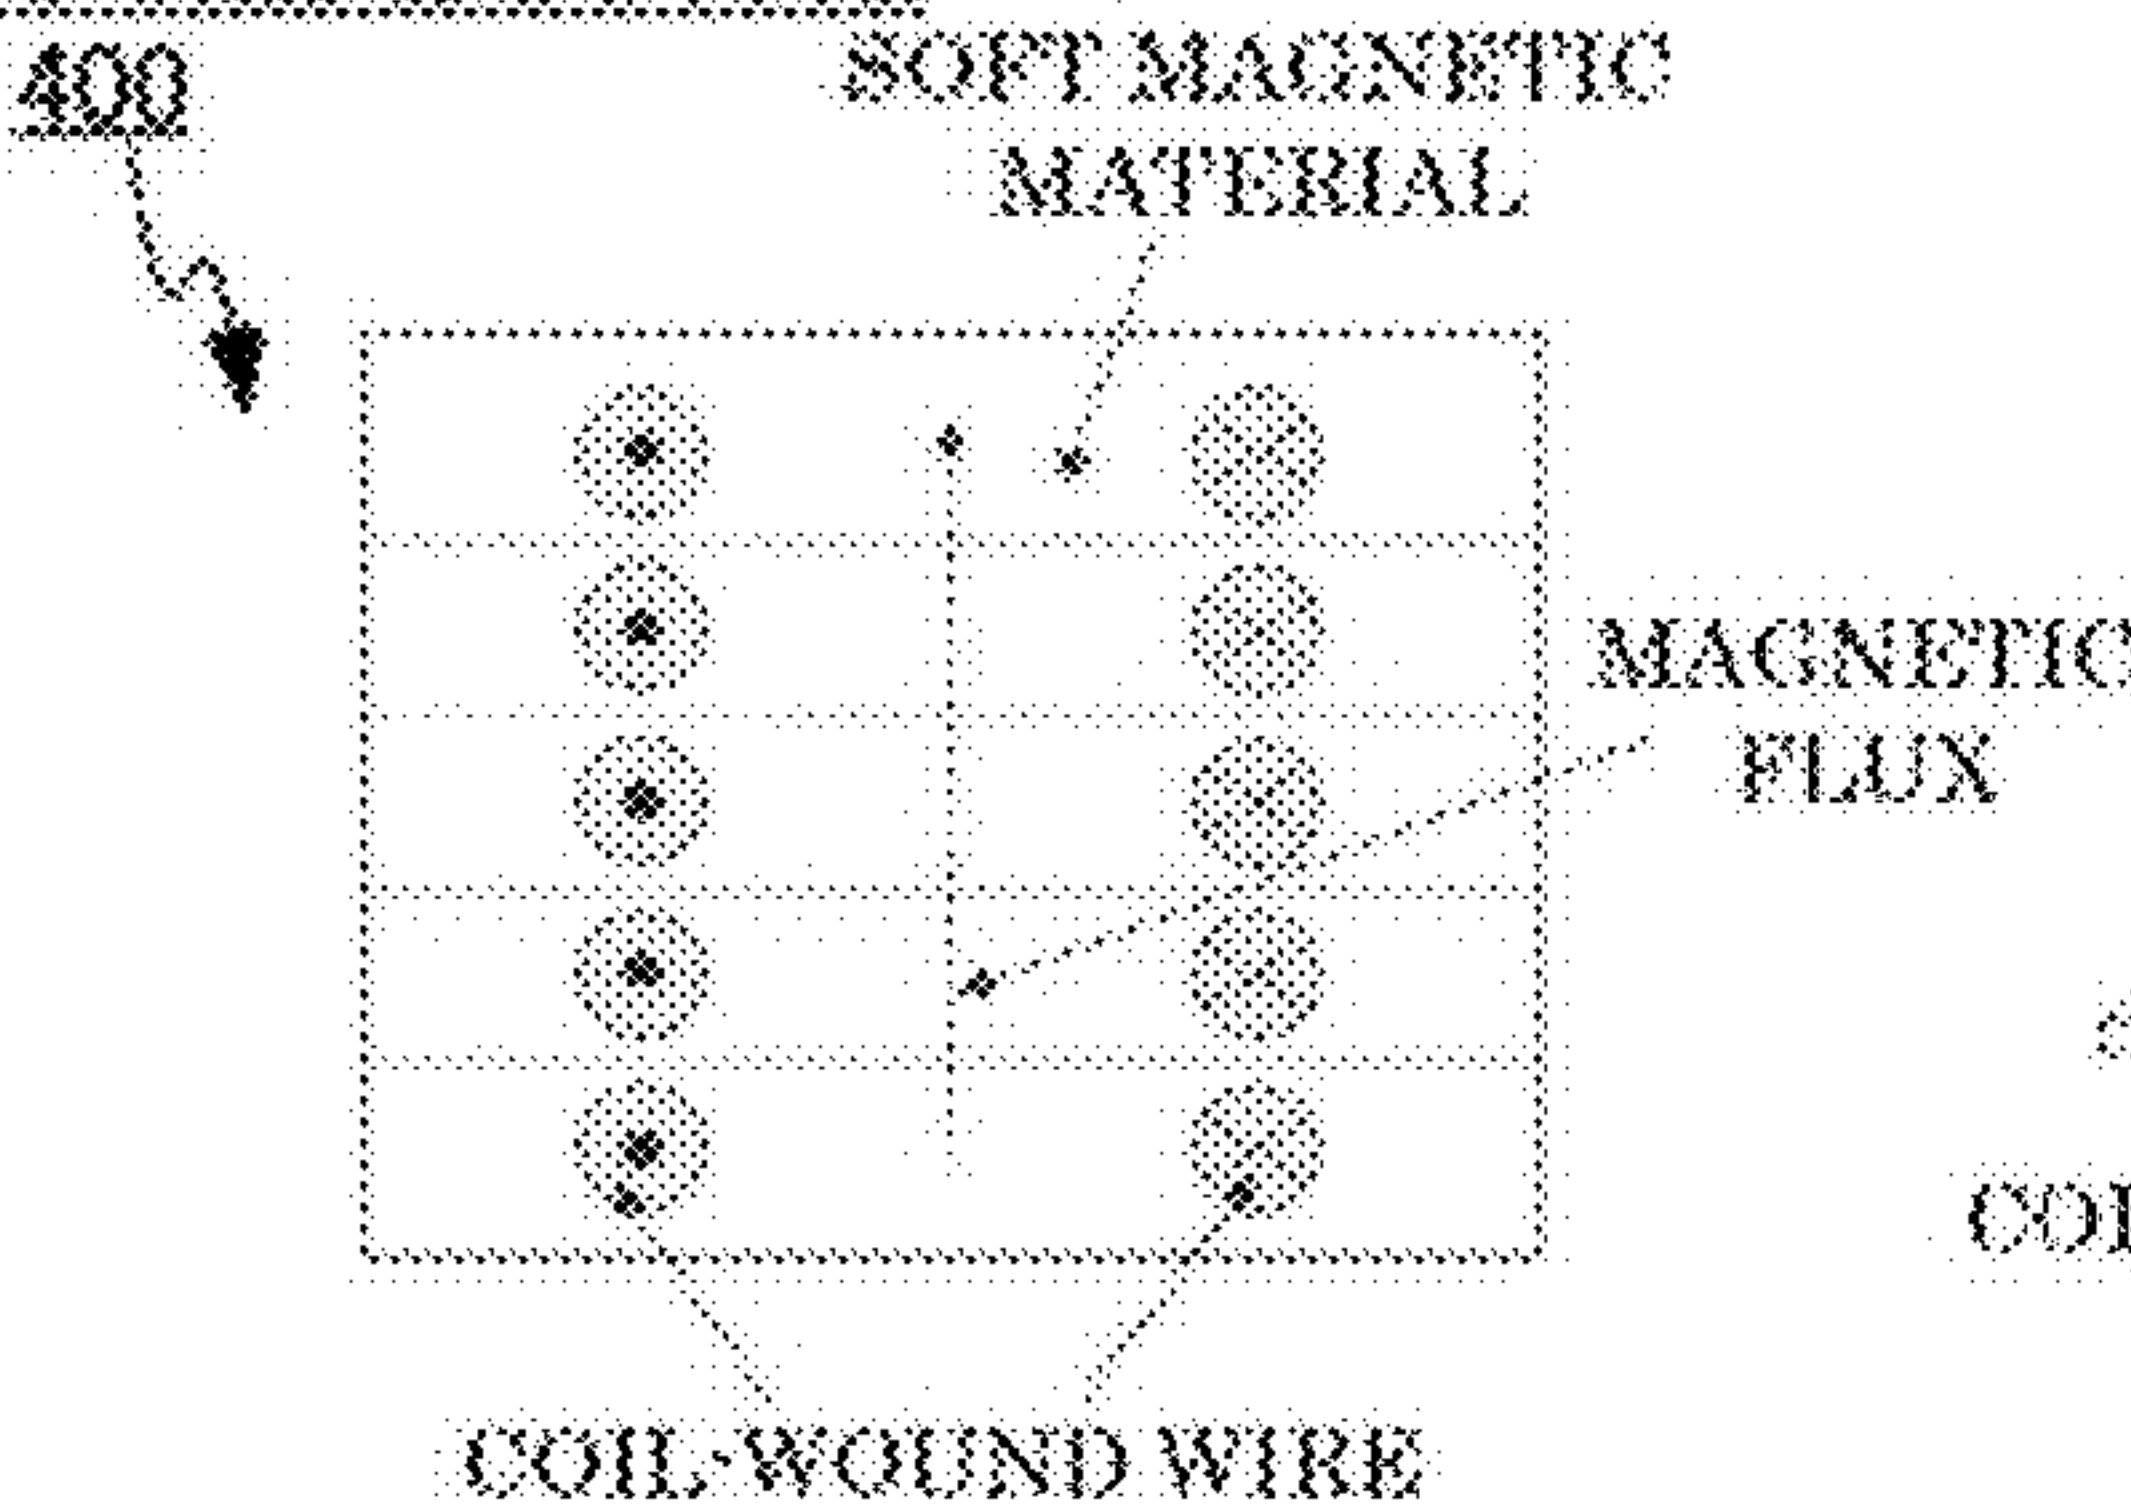 400
SOFT MAGNETIC
MATERIAL
MAGNETIC
FLUX
COIL-WOUND WIRE